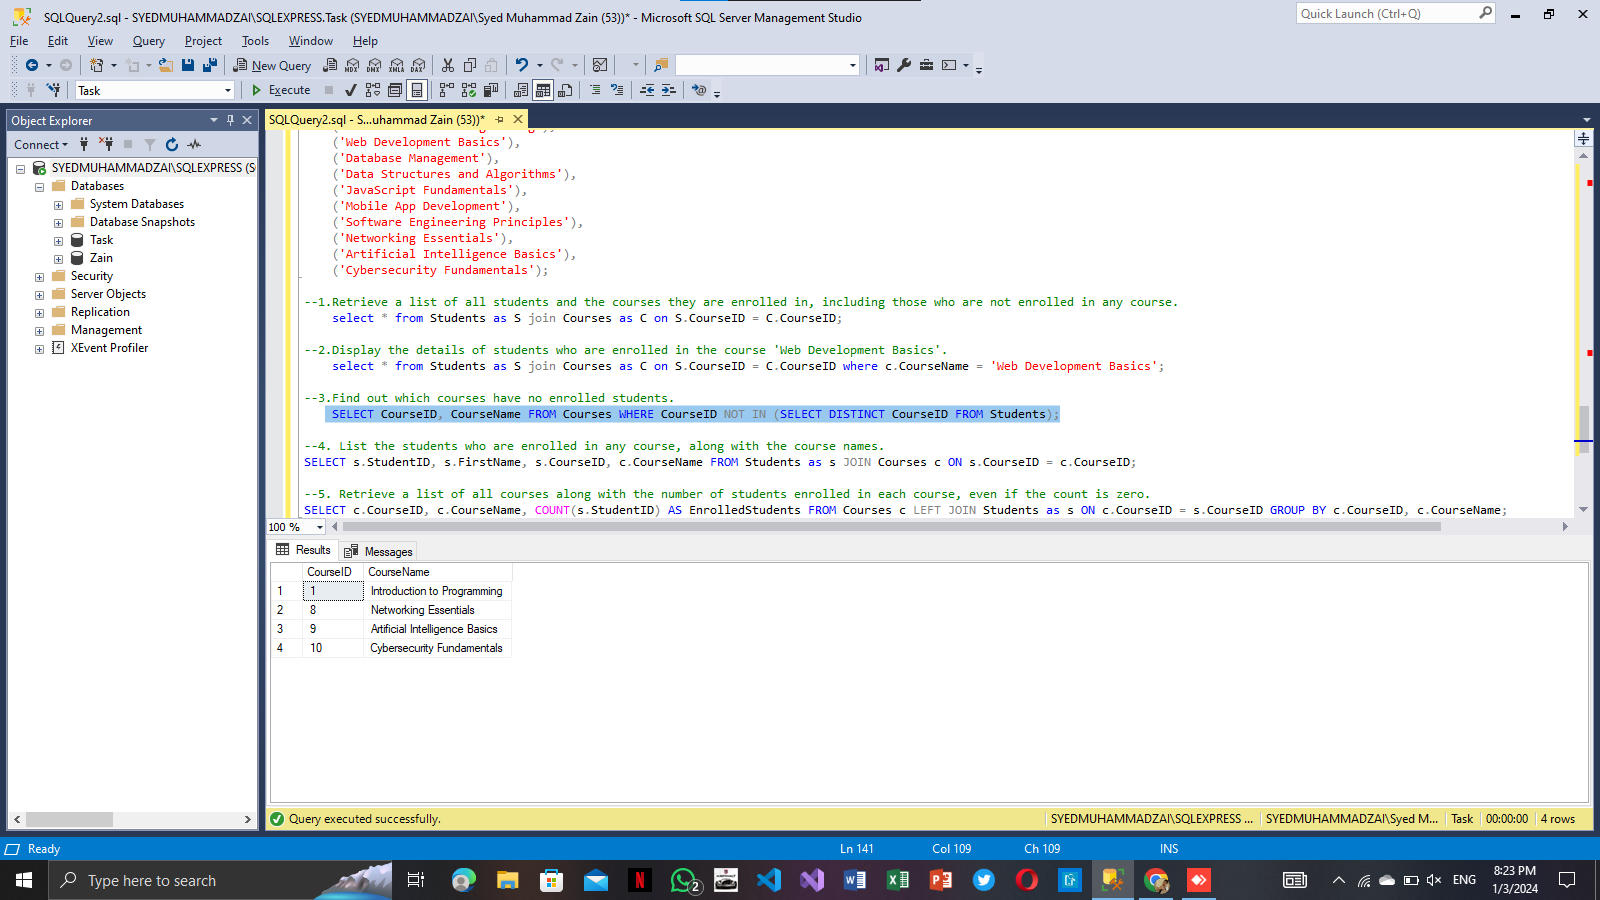 SQLQuery2.sql - SYEDMUHAMMADZAI\SQLEXPRESS.Task (SYEDMUHAMMADZAI\Syed Muhammad Zain (53))* - Microsoft SQL Server Management Studio
Quick Launch (Ctrl+Q)
File Edit View Query Project Tools Window Help
New Query
MDX DMX XMLA DAX
Task
Execute
Object Explorer
SQLQuery2.sql - S...uhammad Zain (53))*
Connect
SYEDMUHAMMADZAI\SQLEXPRESS (S
Databases
System Databases
Database Snapshots
Task
Zain
Security
Server Objects
Replication
Management
XEvent Profiler
('Web Development Basics'),
('Database Management'),
('Data Structures and Algorithms'),
('JavaScript Fundamentals'),
('Mobile App Development'),
('Software Engineering Principles'),
('Networking Essentials'),
('Artificial Intelligence Basics'),
('Cybersecurity Fundamentals');
--1.Retrieve a list of all students and the courses they are enrolled in, including those who are not enrolled in any course.
select * from Students as S join Courses as C on S.CourseID = C.CourseID;
--2.Display the details of students who are enrolled in the course 'Web Development Basics'.
select * from Students as S join Courses as C on S.CourseID = C.CourseID where c.CourseName = 'Web Development Basics';
--3.Find out which courses have no enrolled students.
SELECT CourseID, CourseName FROM Courses WHERE CourseID NOT IN (SELECT DISTINCT CourseID FROM Students);
--4. List the students who are enrolled in any course, along with the course names.
SELECT s.StudentID, s.FirstName, s.CourseID, c.CourseName FROM Students as s JOIN Courses c ON s.CourseID = c.CourseID;
--5. Retrieve a list of all courses along with the number of students enrolled in each course, even if the count is zero.
SELECT c.CourseID, c.CourseName, COUNT(s.StudentID) AS EnrolledStudents FROM Courses c LEFT JOIN Students as s ON c.CourseID = s.CourseID GROUP BY c.CourseID, c.CourseName;
100 %
Results Messages
CourseID CourseName
1 1 Introduction to Programming
2 8 Networking Essentials
3 9 Artificial Intelligence Basics
4 10 Cybersecurity Fundamentals
Query executed successfully.
SYEDMUHAMMADZAI\SQLEXPRESS ... SYEDMUHAMMADZAI\Syed M... Task 00:00:00 4 rows
Ready
Ln 141 Col 109 Ch 109 INS
Type here to search
2
ENG
8:23 PM
1/3/2024